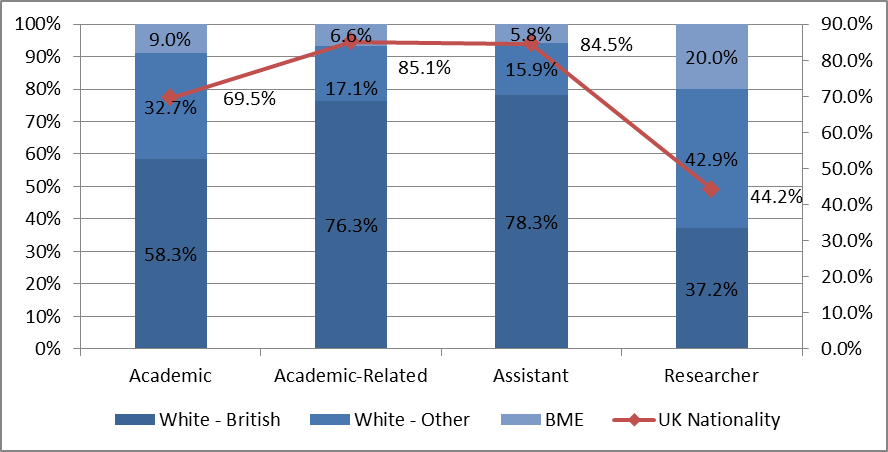 100% 9.0% 6.6% 5.8% 90.0%
90% 84.5% 20.0% 80.0%
80% 32.7% 69.5% 17.1% 85.1% 15.9% 70.0%
70% 60.0%
60% 42.9% 50.0%
50% 44.2% 40.0%
40% 76.3% 78.3%
30% 58.3% 30.0%
20% 37.2% 20.0%
10% 10.0%
0% 0.0%
Academic Academic-Related Assistant Researcher
White - British White - Other BME UK Nationality